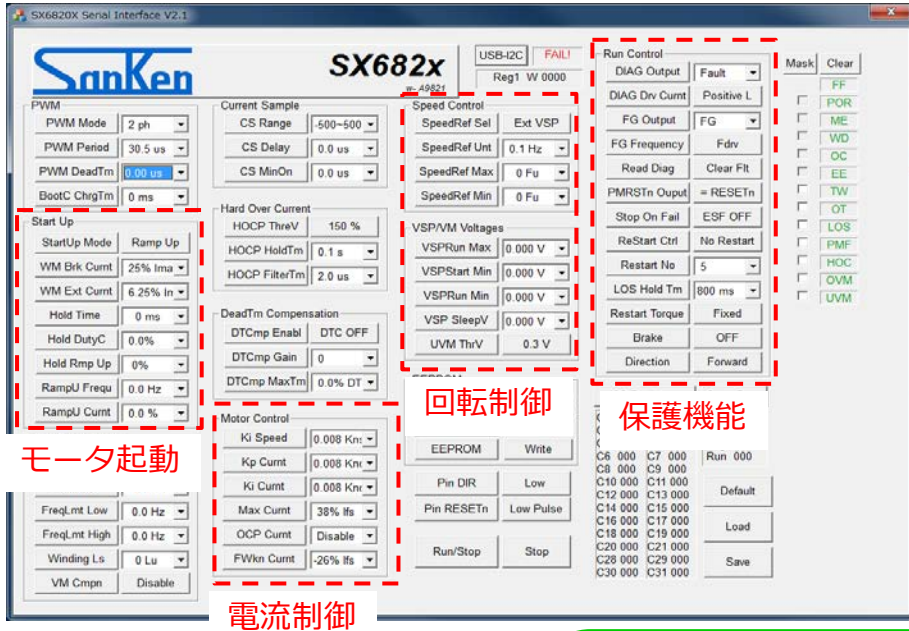 SX6820X Serial Interface V2.1
SanKen
SX682x
w- A9821
USB-I2C FAIL!
Reg1 W 0000
PWM
PWM Mode 2 ph
PWM Period 30.5 us
PWM DeadTm 0.00 us
BootC ChrgTm 0 ms
Start Up
StartUp Mode Ramp Up
WM Brk Curnt 25% Ima
WM Ext Curnt 6.25% In
Hold Time 0 ms
Hold DutyC 0.0%
Hold Rmp Up 0%
RampU Frequ 0.0 Hz
RampU Curnt 0.0 %
モータ起動
FreqLmt Low 0.0 Hz
FreqLmt High 0.0 Hz
Winding Ls 0 Lu
VM Cmpn Disable
Current Sample
CS Range -500~500
CS Delay 0.0 us
CS MinOn 0.0 us
Hard Over Current
HOCP ThreV 150 %
HOCP HoldTm 0.1 s
HOCP FilterTm 2.0 us
DeadTm Compensation
DTCmp Enabl DTC OFF
DTCmp Gain 0
DTCmp MaxTm 0.0% DT
Motor Control
Ki Speed 0.008 Kn
Kp Curnt 0.008 Kn
Ki Curnt 0.008 Kn
Max Curnt 38% Ifs
OCP Curnt Disable
FWkn Curnt -26% Ifs
電流制御
Speed Control
SpeedRef Sel Ext VSP
SpeedRef Unt 0.1 Hz
SpeedRef Max 0 Fu
SpeedRef Min 0 Fu
VSP/VM Voltages
VSPRun Max 0.000 V
VSPStart Min 0.000 V
VSPRun Min 0.000 V
VSP SleepV 0.000 V
UVM ThrV 0.3 V
回転制御
EEPROM Write
Pin DIR Low
Pin RESETn Low Pulse
Run/Stop Stop
Run Control
DIAG Output Fault
DIAG Drv Curnt Positive L
FG Output FG
FG Frequency Fdrv
Read Diag Clear Flt
PMRSTn Ouput = RESETn
Stop On Fail ESF OFF
ReStart Ctrl No Restart
Restart No 5
LOS Hold Tm 800 ms
Restart Torque Fixed
Brake OFF
Direction Forward
保護機能
C6 000 C7 000 Run 000
C8 000 C9 000
C10 000 C11 000
C12 000 C13 000
C14 000 C15 000
C16 000 C17 000
C18 000 C19 000
C20 000 C21 000
C28 000 C29 000
C30 000 C31 000
Default
Load
Save
Mask Clear
FF
POR
ME
WD
OC
EE
TW
OT
LOS
PMF
HOC
OVM
UVM